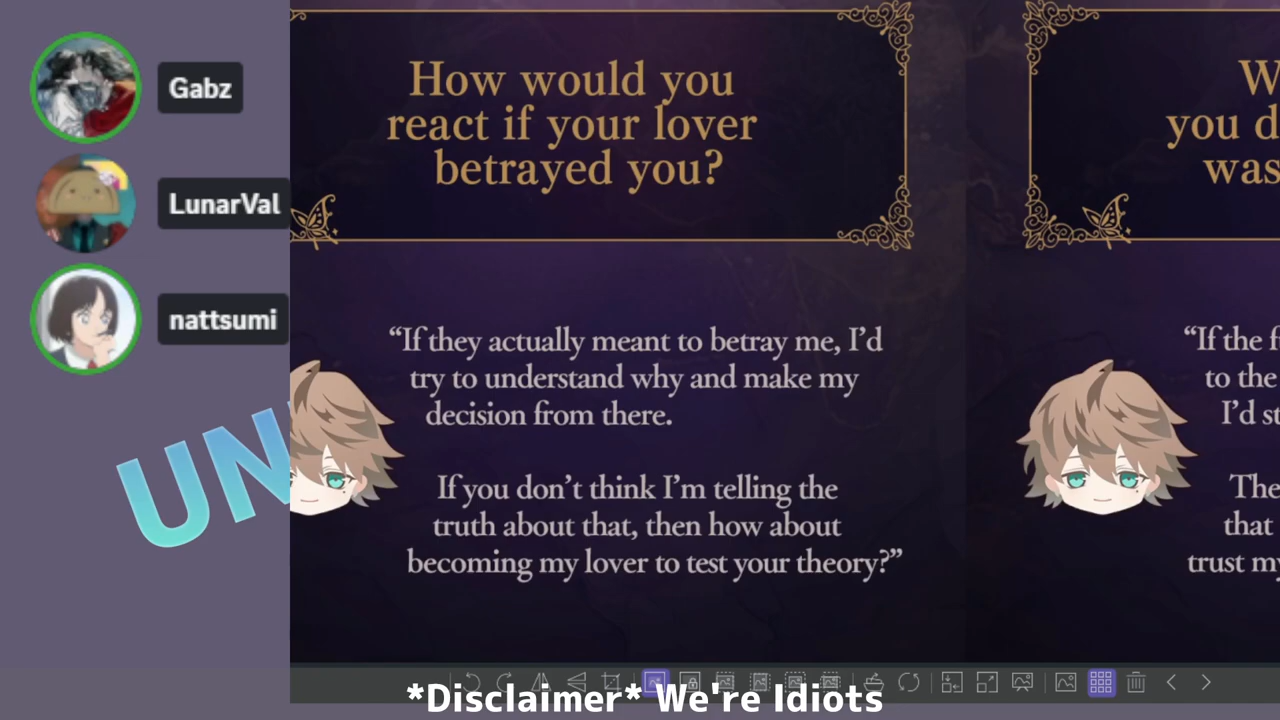 Gabz
LunarVal
nattsumi
UN
How would you
react if your lover
betrayed you?
“If they actually meant to betray me, I’d
try to understand why and make my
decision from there.
If you don’t think I’m telling the
truth about that, then how about
becoming my lover to test your theory?”
W
you d
was
“If the f
to the
I’d st
The
that
trust my
*Disclaimer* We're Idiots